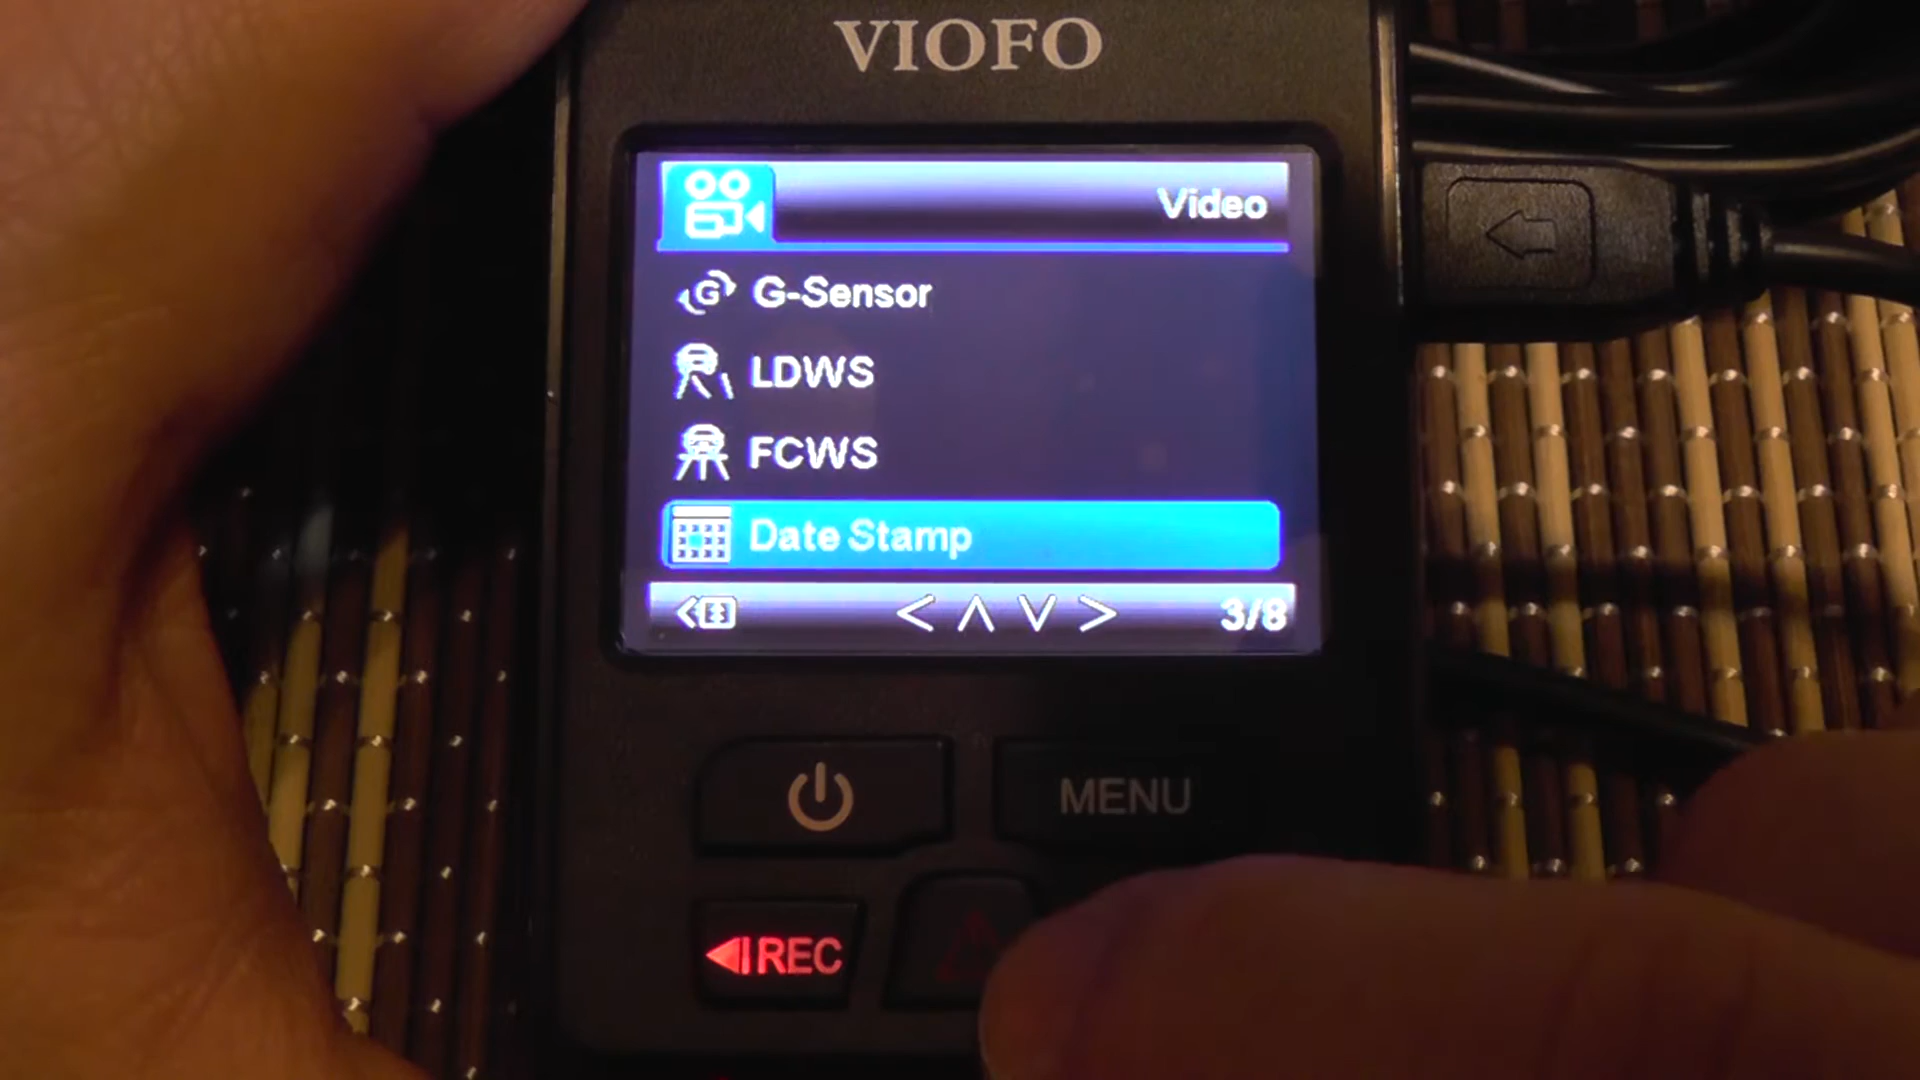 VIOFO
Video
G-Sensor
LDWS
FCWS
Date Stamp
3/8
MENU
REC